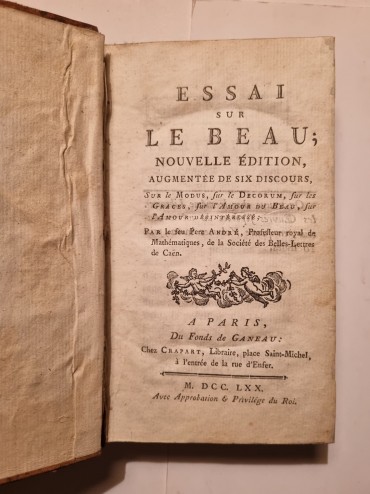 ESSAI
SUR
LE BEAU;
NOUVELLE ÉDITION,
AUGMENTÉE DE SIX DISCOURS,
SUR LE MODUS, sur le DECORUM, sur les
GRACES, sur l'AMOUR DU BEAU, sur
l'AMOUR DÉSINTÉRESSÉ:
PAR le feu Pere ANDRÉ, Professeur royal de
Mathématiques, de la Société des Belles-Lettres
de Caën.
A PARIS,
Du Fonds de GANEAU:
Chez CRAPART, Libraire, place Saint-Michel,
à l'entrée de la rue d'Enfer.
M. DCC. LXX.
Avec Approbation & Privilége du Roi.